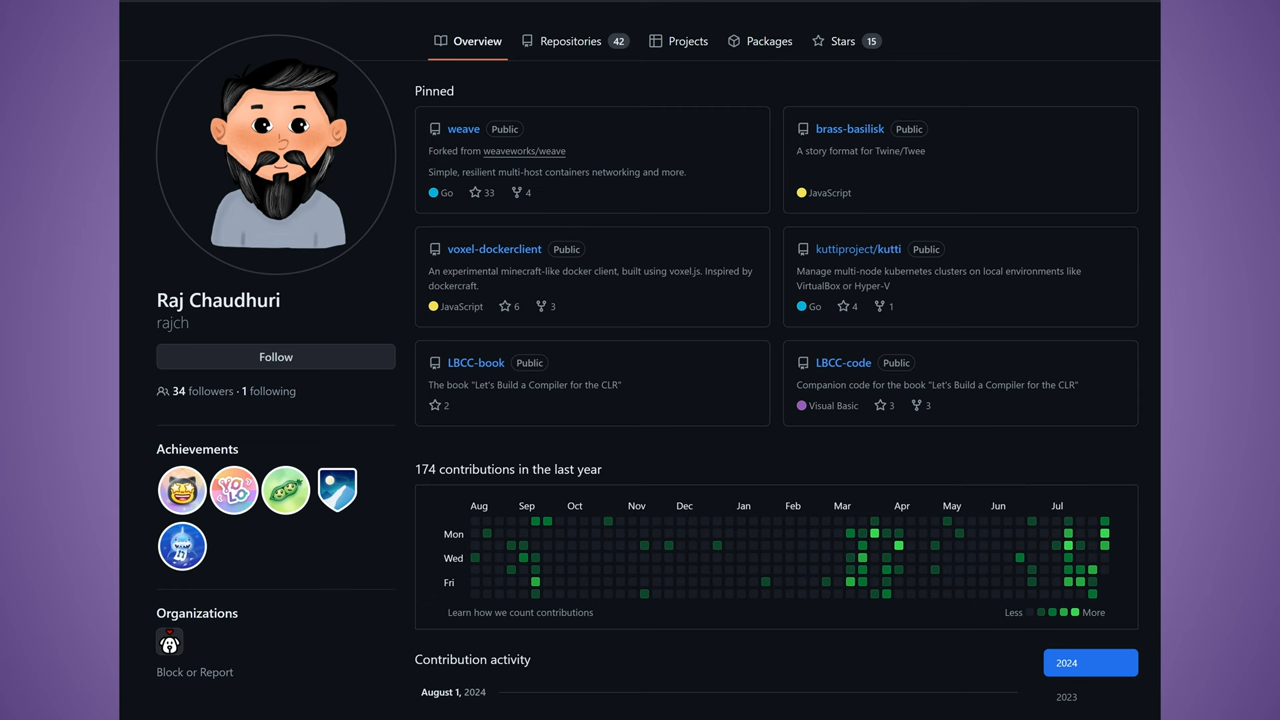 Overview
Repositories 42
Projects
Packages
Stars 15
Raj Chaudhuri
rajch
Follow
34 followers · 1 following
Achievements
YOLO
Organizations
Block or Report
Pinned
weave Public
Forked from weaveworks/weave
Simple, resilient multi-host containers networking and more.
Go 33 4
brass-basilisk Public
A story format for Twine/Twee
JavaScript
voxel-dockerclient Public
An experimental minecraft-like docker client, built using voxel.js. Inspired by
dockercraft.
JavaScript 6 3
kuttiproject/kutti Public
Manage multi-node kubernetes clusters on local environments like
VirtualBox or Hyper-V
Go 4 1
LBCC-book Public
The book "Let's Build a Compiler for the CLR"
2
LBCC-code Public
Companion code for the book "Let's Build a Compiler for the CLR"
Visual Basic 3 3
174 contributions in the last year
Aug Sep Oct Nov Dec Jan Feb Mar Apr May Jun Jul
Mon
Wed
Fri
Learn how we count contributions
Less More
Contribution activity
2024
August 1, 2024
2023